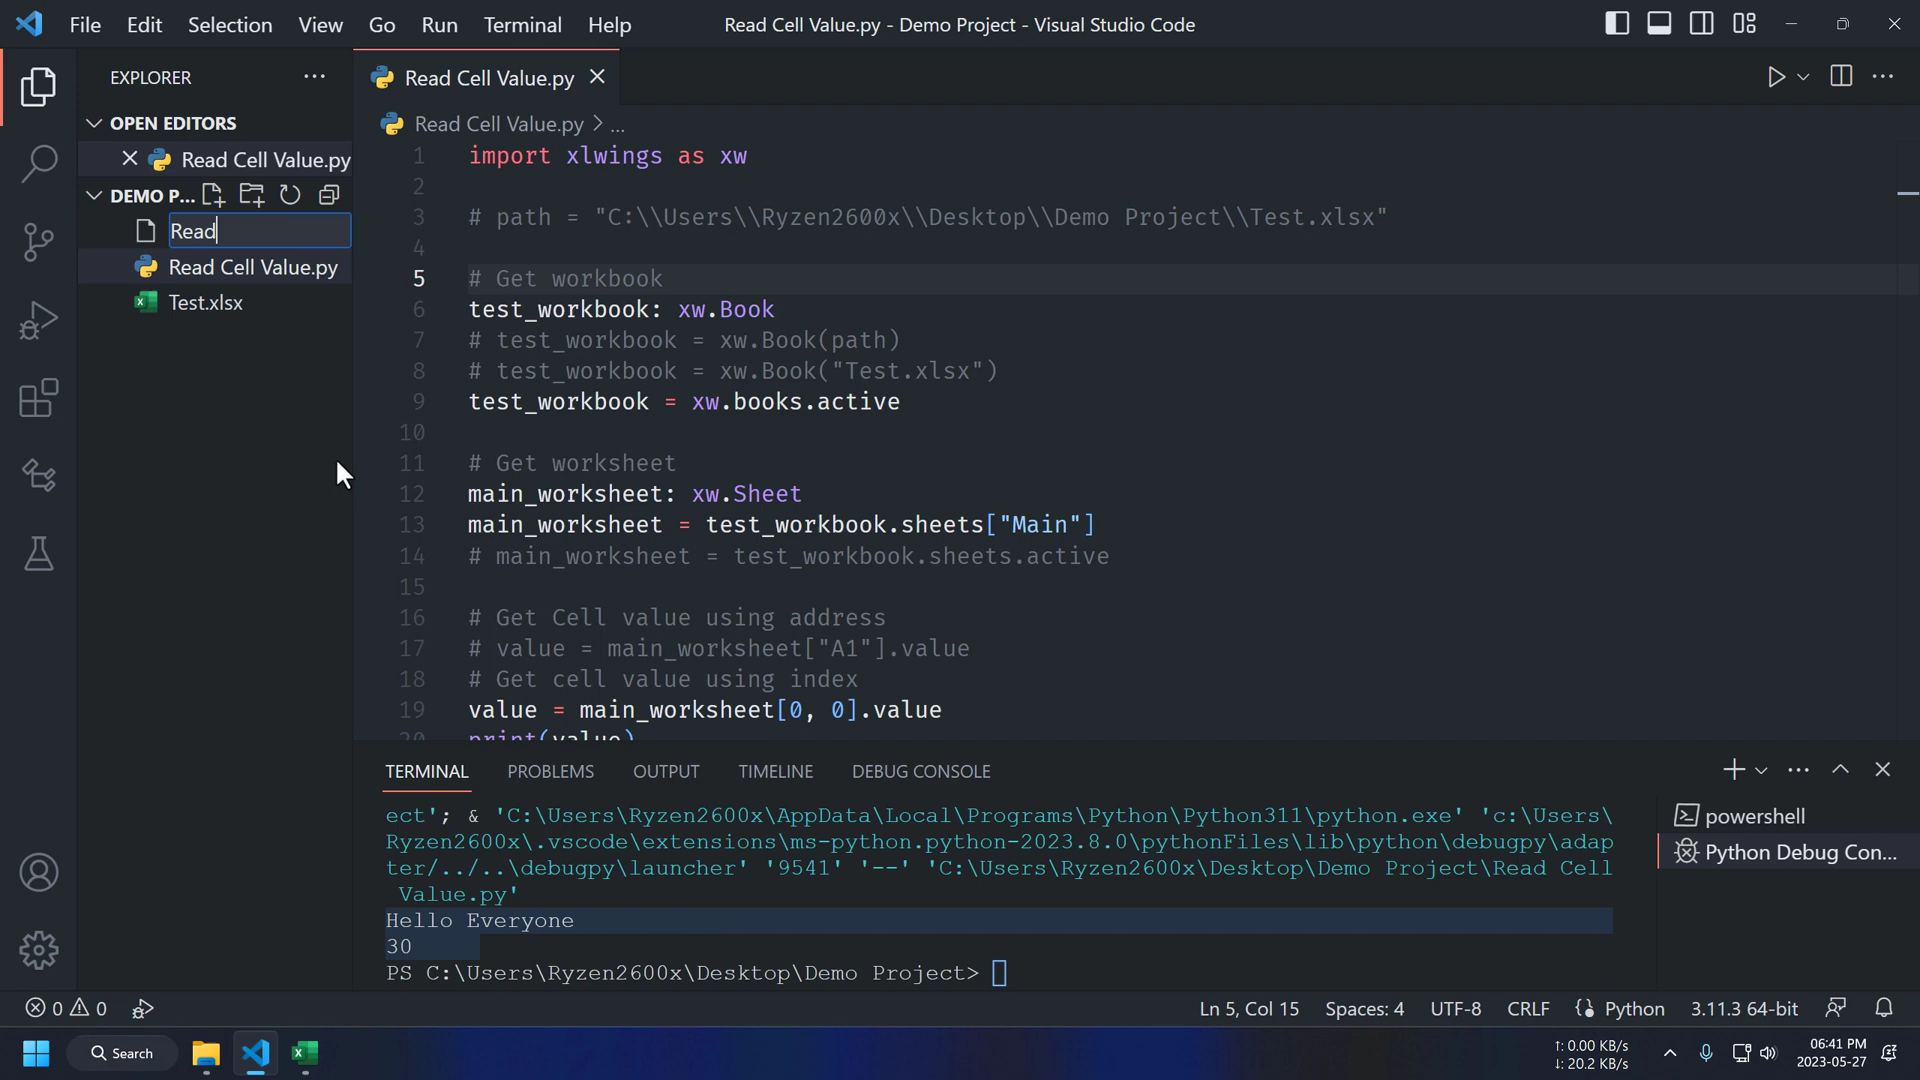 File Edit Selection View Go Run Terminal Help
Read Cell Value.py - Demo Project - Visual Studio Code
EXPLORER
OPEN EDITORS
Read Cell Value.py
DEMO P...
Read
Read Cell Value.py
Test.xlsx
Read Cell Value.py
Read Cell Value.py > ...
1 import xlwings as xw
2
3 # path = "C:\\Users\\Ryzen2600x\\Desktop\\Demo Project\\Test.xlsx"
4
5 # Get workbook
6 test_workbook: xw.Book
7 # test_workbook = xw.Book(path)
8 # test_workbook = xw.Book("Test.xlsx")
9 test_workbook = xw.books.active
10
11 # Get worksheet
12 main_worksheet: xw.Sheet
13 main_worksheet = test_workbook.sheets["Main"]
14 # main_worksheet = test_workbook.sheets.active
15
16 # Get Cell value using address
17 # value = main_worksheet["A1"].value
18 # Get cell value using index
19 value = main_worksheet[0, 0].value
20 print(value)
TERMINAL PROBLEMS OUTPUT TIMELINE DEBUG CONSOLE
ect'; & 'C:\Users\Ryzen2600x\AppData\Local\Programs\Python\Python311\python.exe' 'c:\Users\
Ryzen2600x\.vscode\extensions\ms-python.python-2023.8.0\pythonFiles\lib\python\debugpy\adap
ter/../..\debugpy\launcher' '9541' '--' 'C:\Users\Ryzen2600x\Desktop\Demo Project\Read Cell
Value.py'
Hello Everyone
30
PS C:\Users\Ryzen2600x\Desktop\Demo Project>
powershell
Python Debug Con...
0 0
Ln 5, Col 15 Spaces: 4 UTF-8 CRLF Python 3.11.3 64-bit
Search
↑: 0.00 KB/s
↓: 20.2 KB/s
06:41 PM
2023-05-27